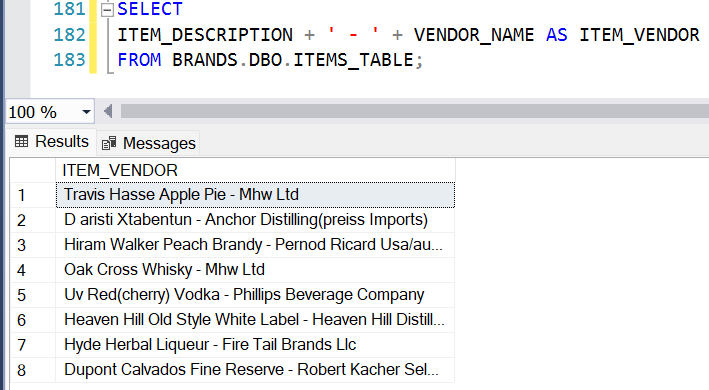 181 SELECT
182 ITEM_DESCRIPTION + ' - ' + VENDOR_NAME AS ITEM_VENDOR
183 FROM BRANDS.DBO.ITEMS_TABLE;
100 %
Results Messages
ITEM_VENDOR
1 Travis Hasse Apple Pie - Mhw Ltd
2 D aristi Xtabentun - Anchor Distilling(preiss Imports)
3 Hiram Walker Peach Brandy - Pernod Ricard Usa/au...
4 Oak Cross Whisky - Mhw Ltd
5 Uv Red(cherry) Vodka - Phillips Beverage Company
6 Heaven Hill Old Style White Label - Heaven Hill Distill...
7 Hyde Herbal Liqueur - Fire Tail Brands Llc
8 Dupont Calvados Fine Reserve - Robert Kacher Sel...